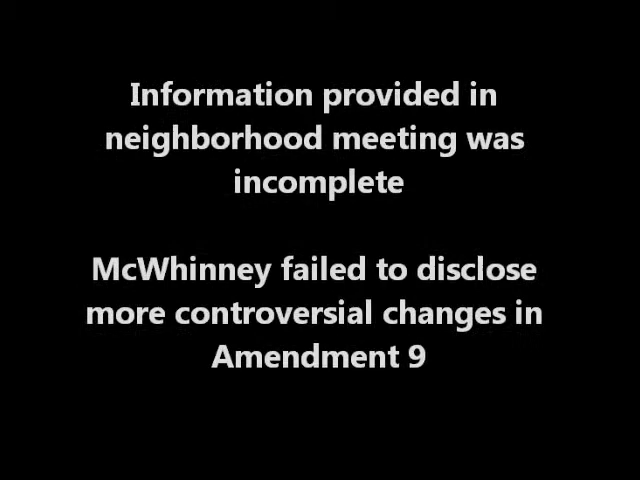 Information provided in
neighborhood meeting was
incomplete
McWhinney failed to disclose
more controversial changes in
Amendment 9